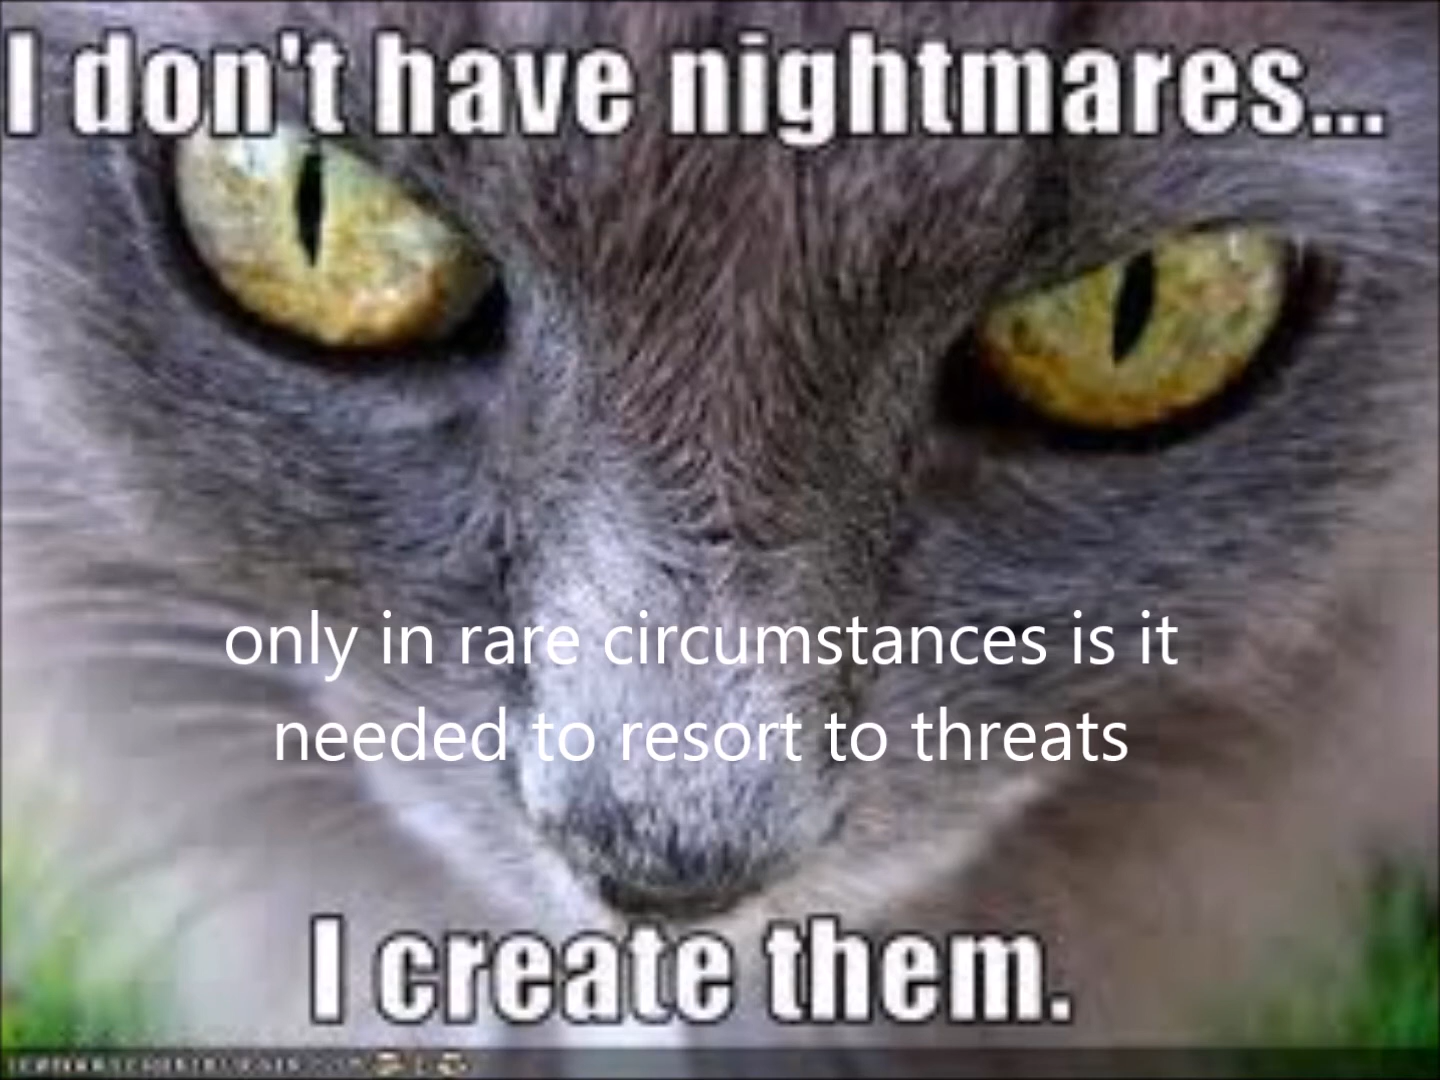 I don't have nightmares...
only in rare circumstances is it
needed to resort to threats
I create them.